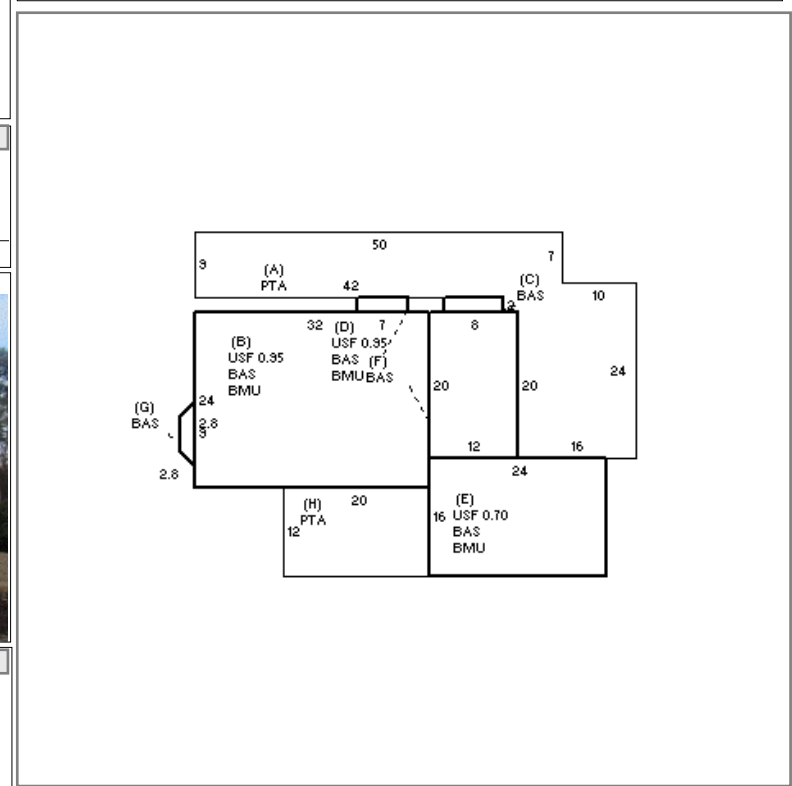 50
7
9
(A)
PTA
42
(C)
BAS
10
2
32
(D)
7
8
(B)
USF 0.95
BAS
BMU
USF 0.95
BAS
BMU
(F)
BAS
24
20
20
24
(G)
BAS
2.8
3
12
16
2.8
24
(H)
PTA
20
12
16
(E)
USF 0.70
BAS
BMU